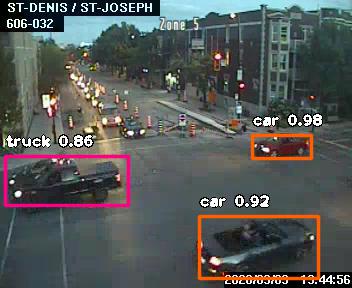 ST-DENIS / ST-JOSEPH
606-032
Zone 5
car 0.98
truck 0.86
car 0.92